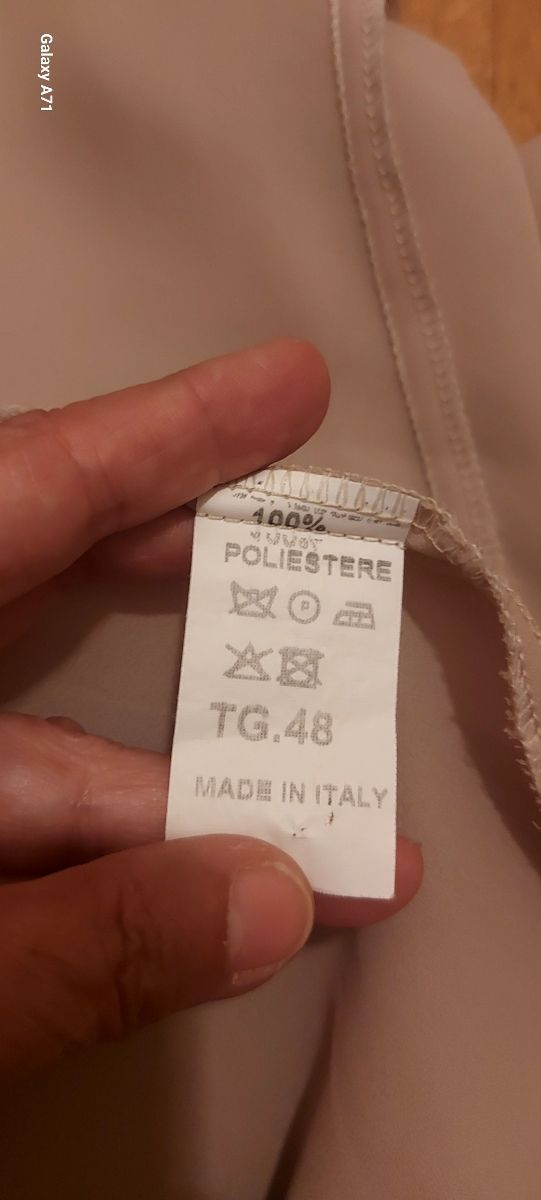 Galaxy A71
100%
POLIESTERE
P
TG.48
MADE IN ITALY